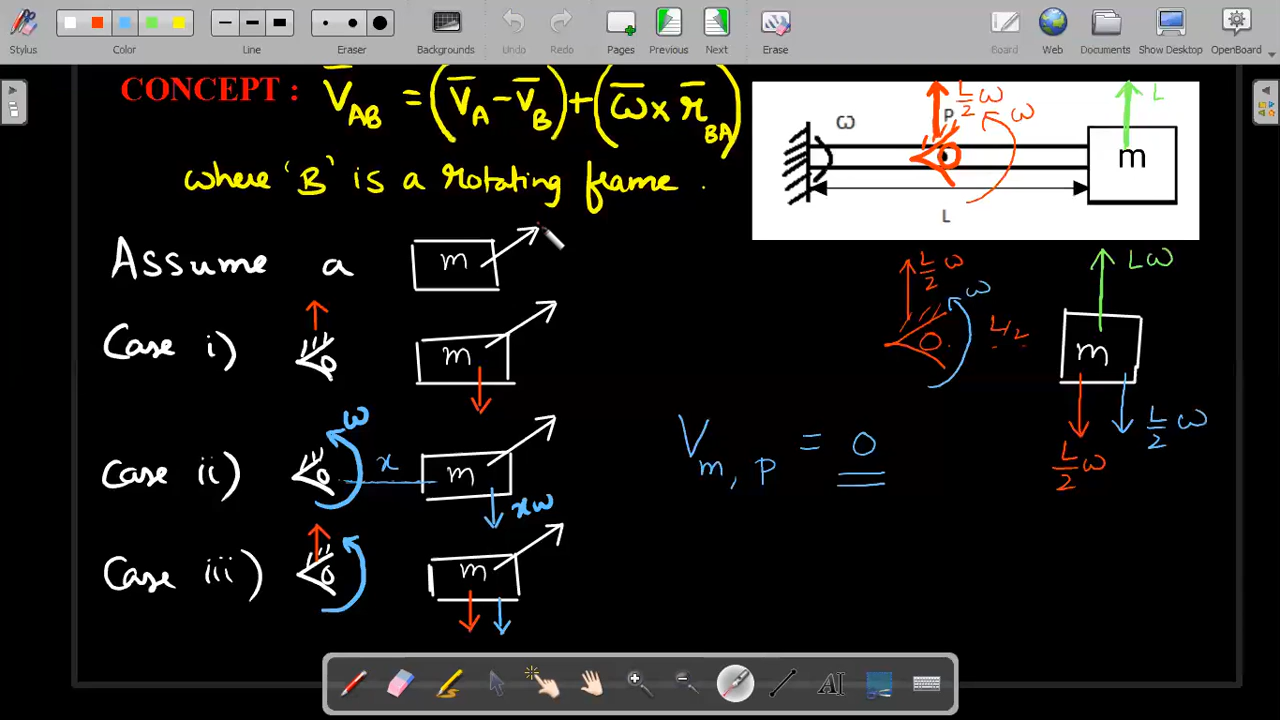 Stylus
Color
Line
Eraser
Backgrounds
Undo
Redo
Pages
Previous
Next
Erase
Board
Web
Documents
Show Desktop
OpenBoard
CONCEPT : V̅AB = (V̅A − V̅B) + (ω̅ × r̅BA)
where 'B' is a rotating frame .
Assume a m
Case i) m
Case ii) ω x m xω
Case iii) m
ω P L/2 ω ω L m
L
L/2 ω ω L/2 Lω m
L/2 ω L/2 ω
Vm, P = 0
AI